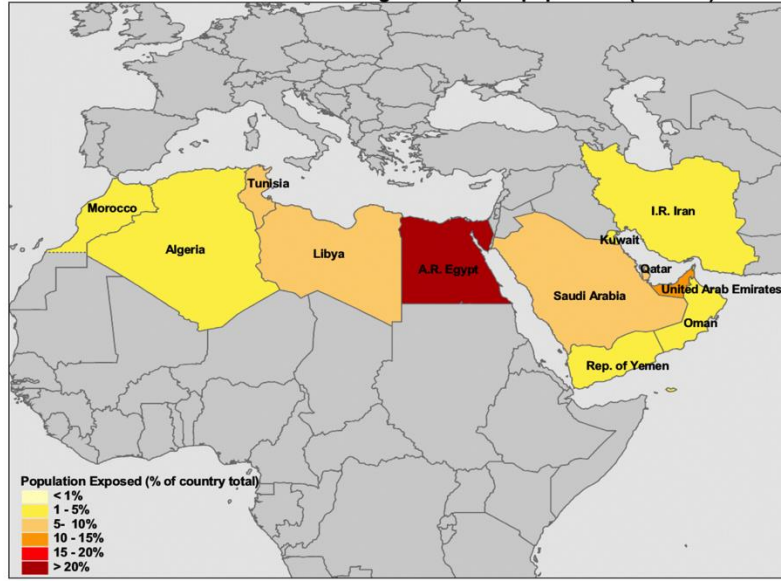 Tunisia
Morocco
Algeria
Libya
A.R. Egypt
I.R. Iran
Kuwait
Qatar
United Arab Emirates
Saudi Arabia
Oman
Rep. of Yemen
Population Exposed (% of country total)
< 1%
1 - 5%
5- 10%
10 - 15%
15 - 20%
> 20%